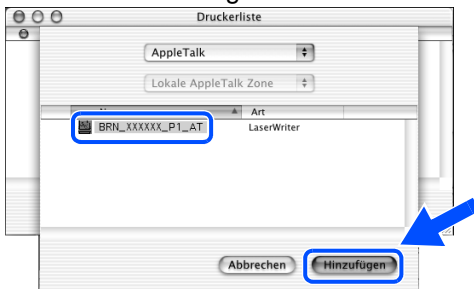 Druckerliste
AppleTalk
Lokale AppleTalk Zone
Art
BRN_XXXXXX_P1_AT LaserWriter
Abbrechen Hinzufügen